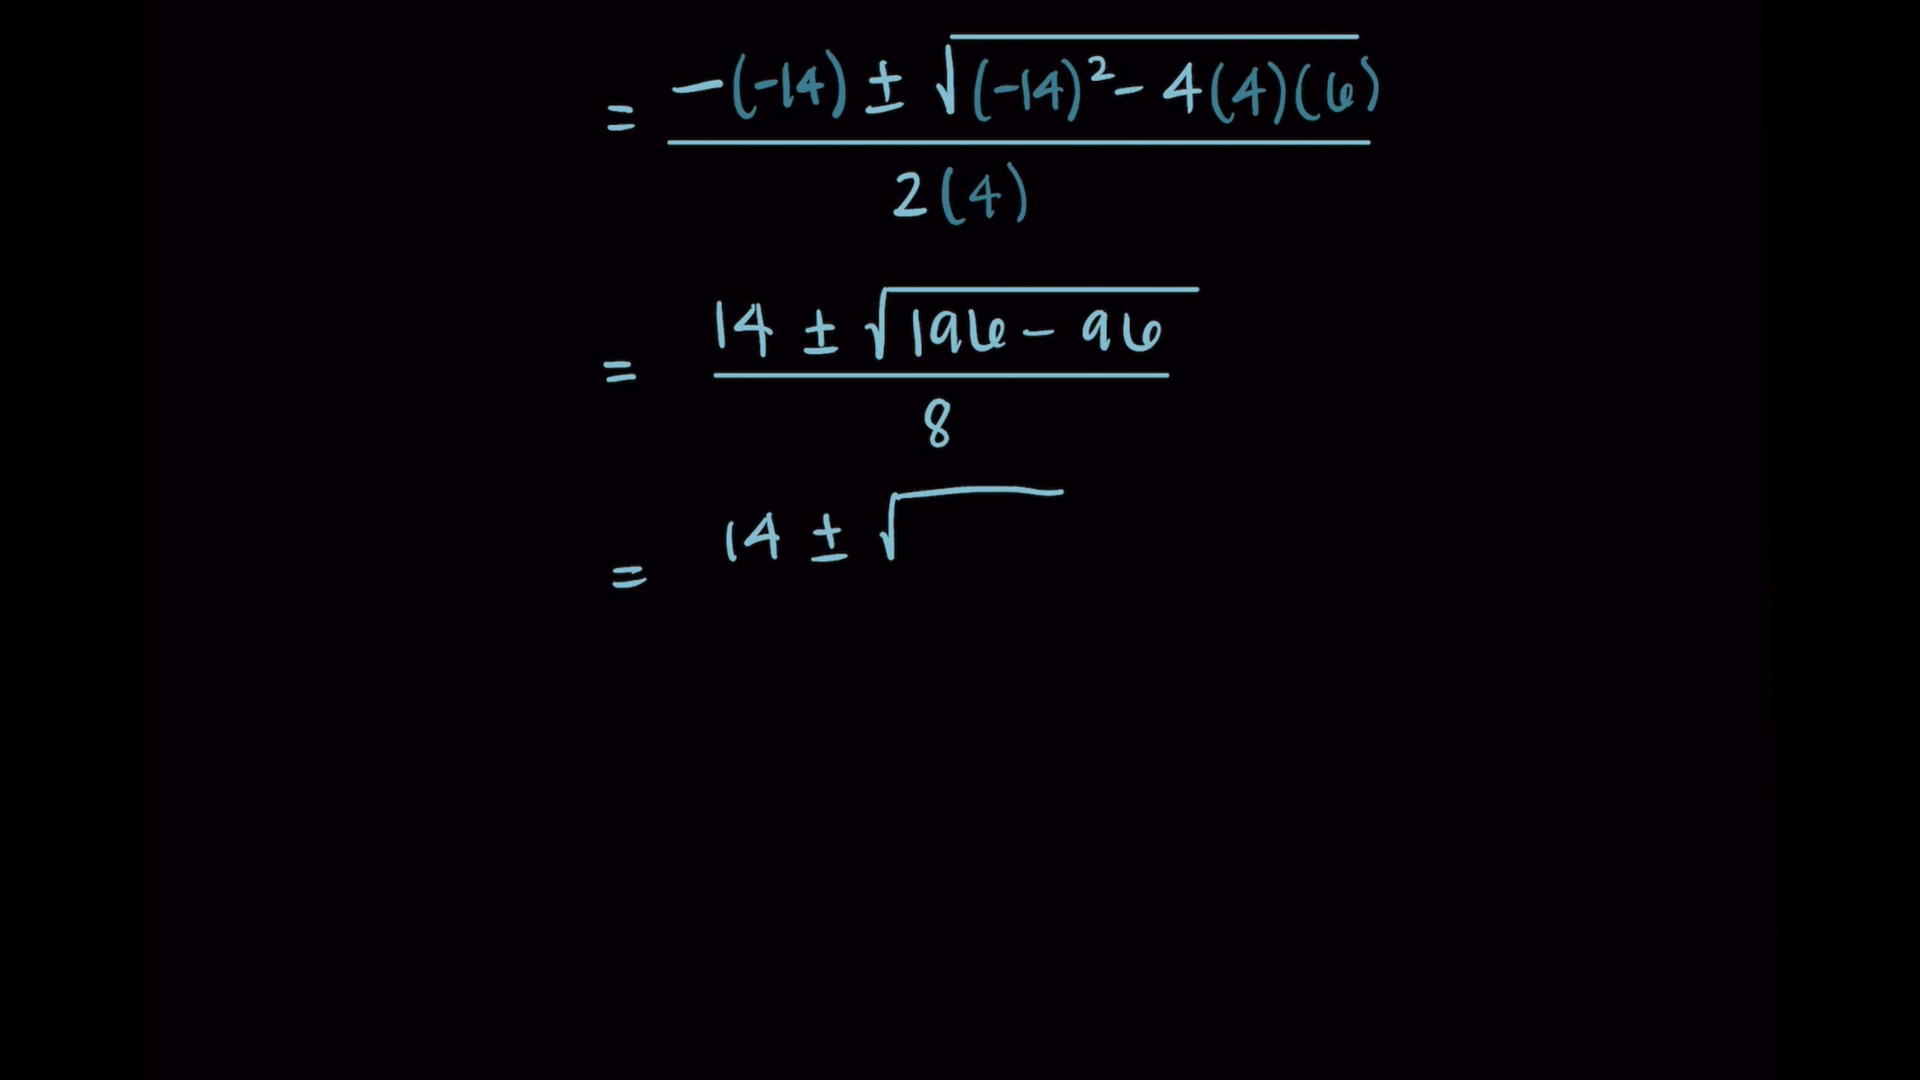 = -(-14) ± √(-14)² - 4(4)(6)
2(4)
= 14 ± √196 - 96
8
= 14 ± √